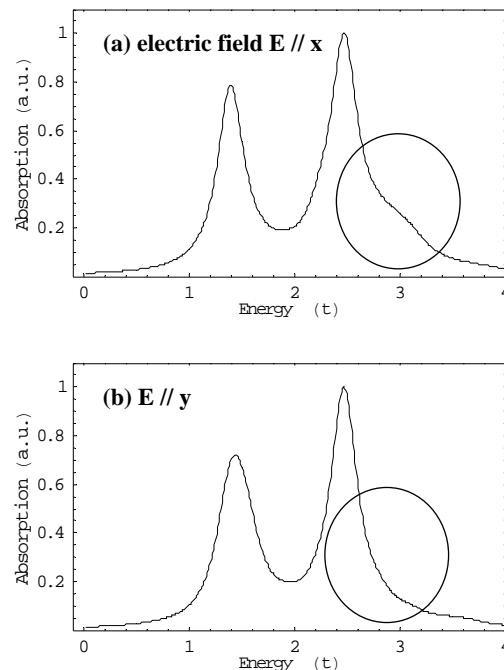 (a) electric field E // x
Absorption (a.u.)
1
0.8
0.6
0.4
0.2
0 1 2 3 4
Energy (t)
(b) E // y
Absorption (a.u.)
1
0.8
0.6
0.4
0.2
0 1 2 3 4
Energy (t)